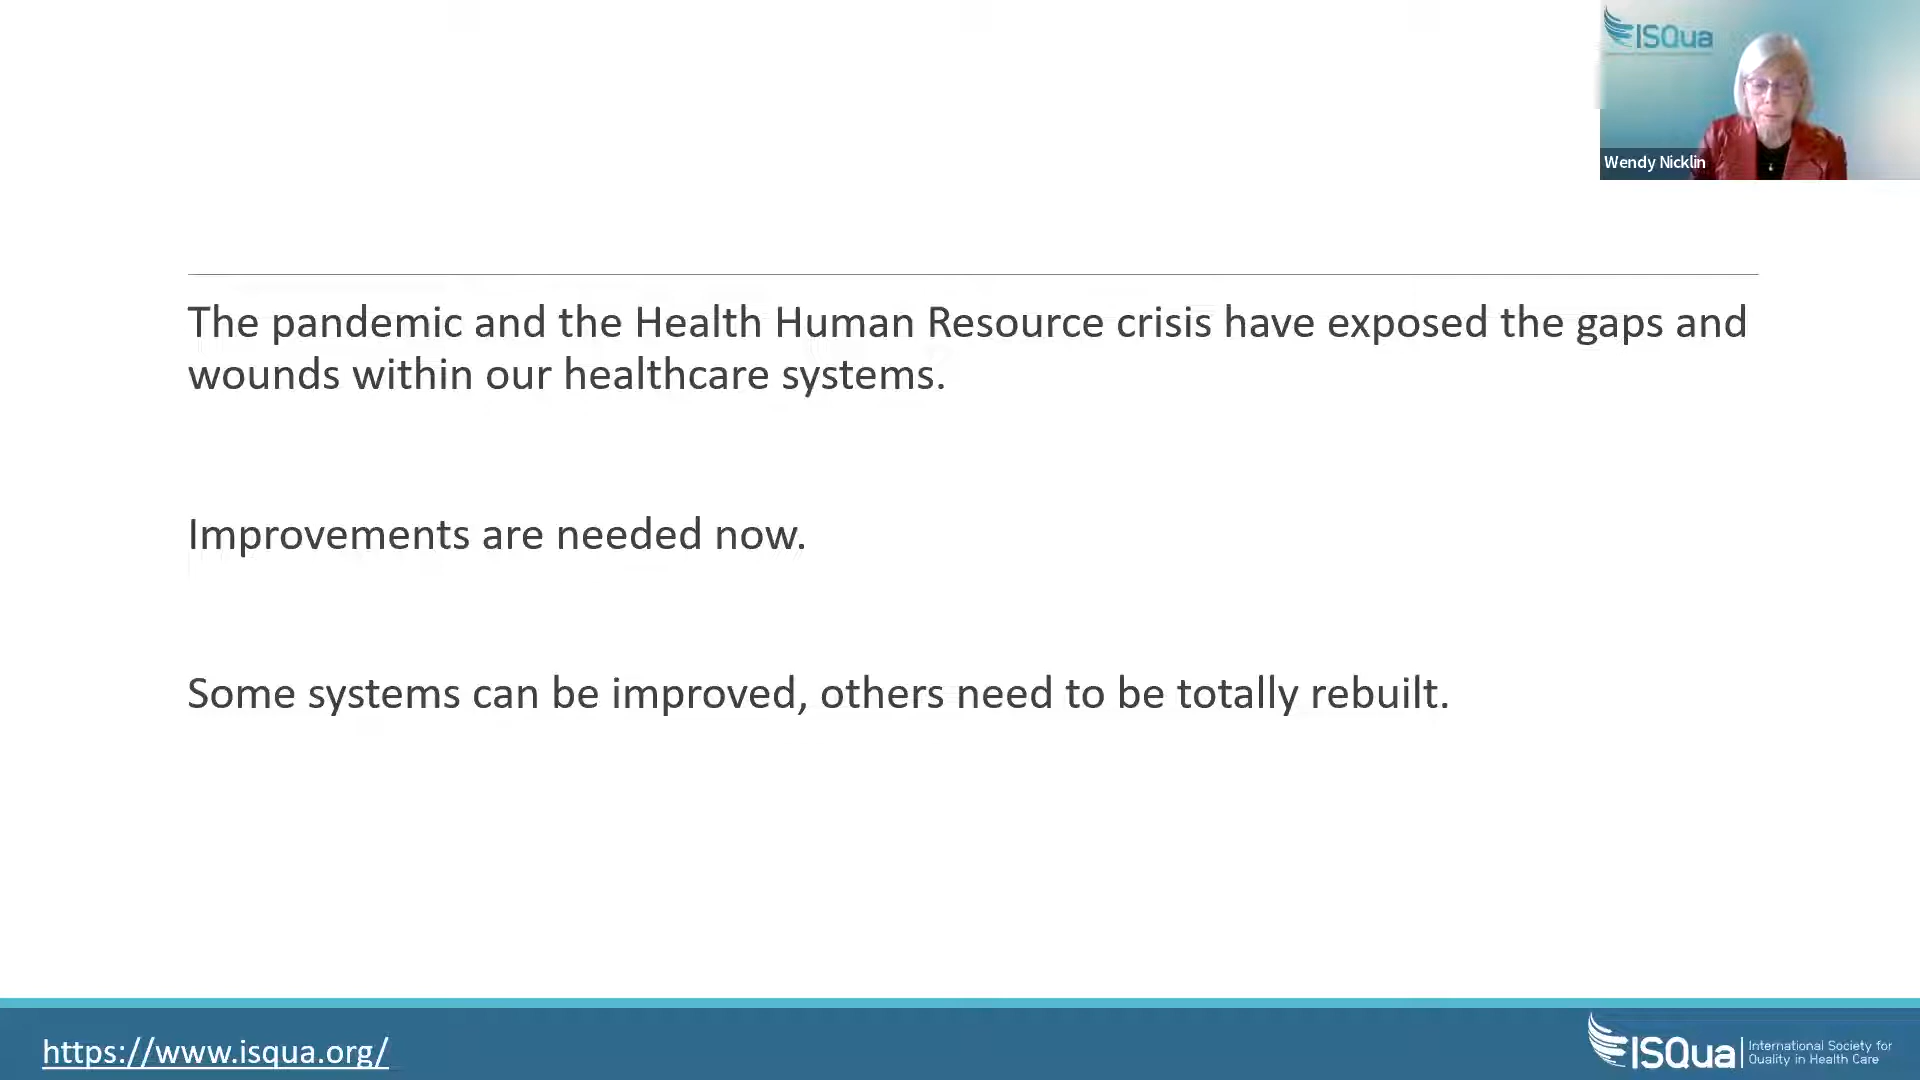 ISQua
Wendy Nicklin
The pandemic and the Health Human Resource crisis have exposed the gaps and
wounds within our healthcare systems.
Improvements are needed now.
Some systems can be improved, others need to be totally rebuilt.
https://www.isqua.org/
ISQua
International Society for
Quality in Health Care